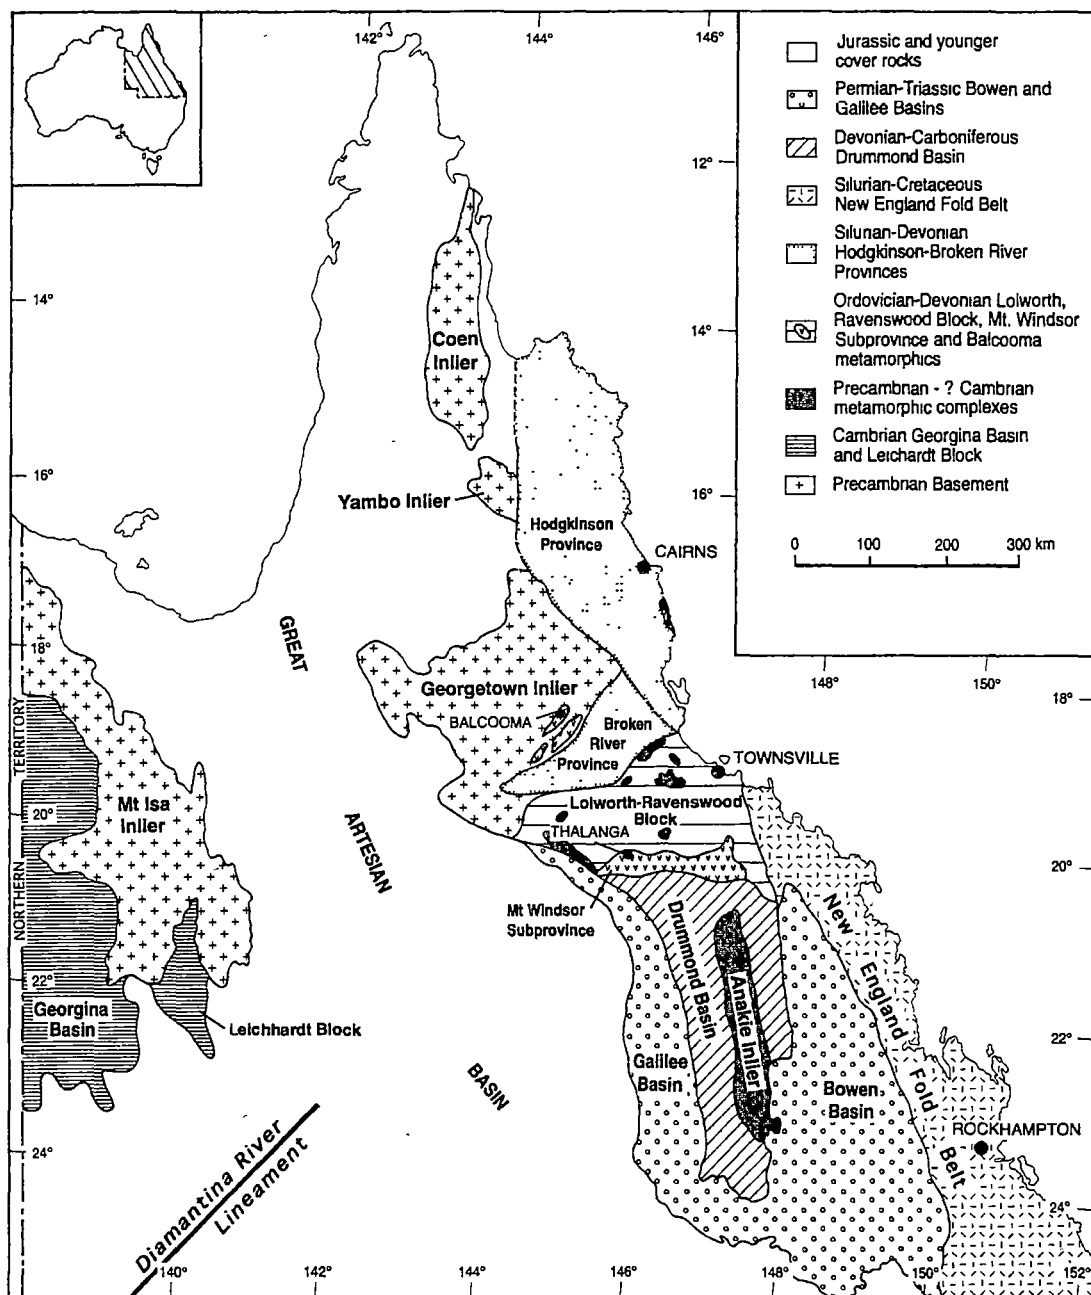 142°
144°
146°
Jurassic and younger
cover rocks
Permian-Triassic Bowen and
Galilee Basins
Devonian-Carboniferous
Drummond Basin
Silurian-Cretaceous
New England Fold Belt
Silurian-Devonian
Hodgkinson-Broken River
Provinces
Ordovician-Devonian Lolworth,
Ravenswood Block, Mt. Windsor
Subprovince and Balcooma
metamorphics
Precambrian - ? Cambrian
metamorphic complexes
Cambrian Georgina Basin
and Leichardt Block
Precambrian Basement
0 100 200 300 km
12°
14°
14°
Coen
Inlier
16°
16°
Yambo Inlier
Hodgkinson
Province
CAIRNS
18°
GREAT
148°
150°
18°
Georgetown Inlier
BALCOOMA
Broken
River
Province
TERRITORY
NORTHERN
TOWNSVILLE
20°
Mt Isa
Inlier
Lolworth-Ravenswood
Block
ARTESIAN
THALANGA
20°
Mt Windsor
Subprovince
Drummond Basin
New England Fold Belt
22°
Georgina
Basin
Leichhardt Block
Anakie Inlier
22°
BASIN
Galilee
Basin
Bowen
Basin
ROCKHAMPTON
24°
Diamantina River
Lineament
24°
140°
142°
144°
146°
148°
150°
152°